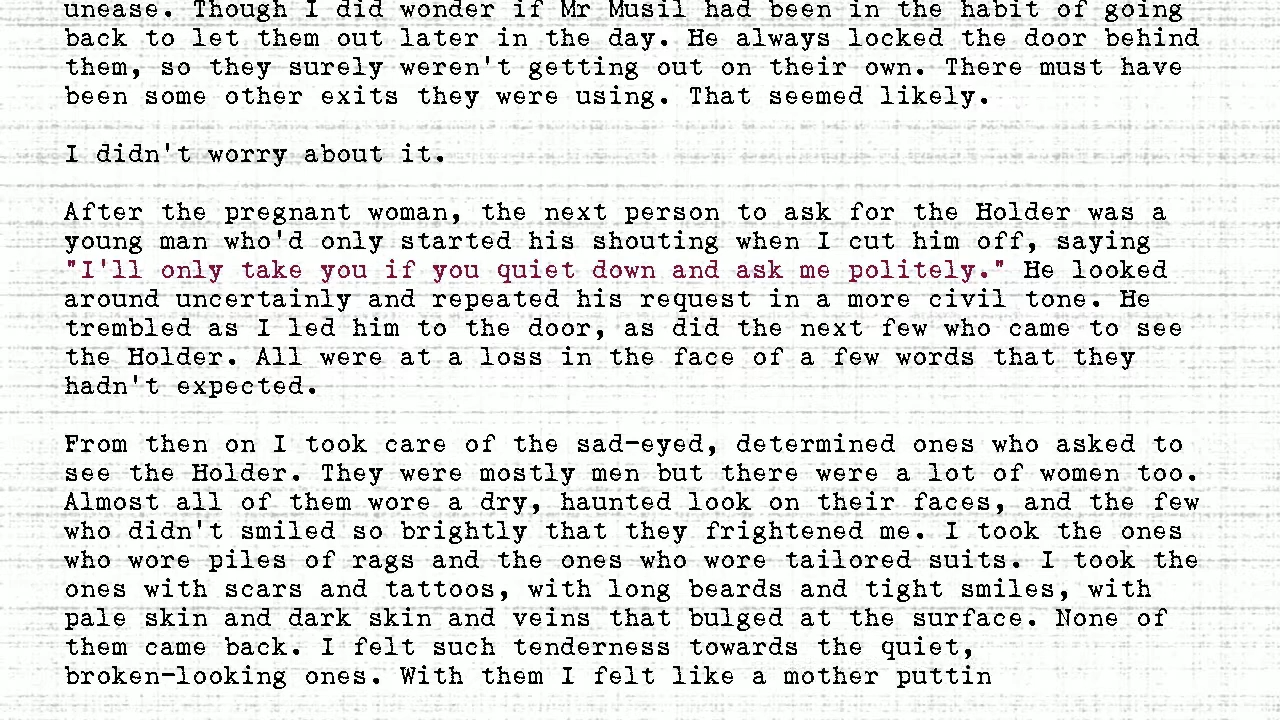 unease. Though I did wonder if Mr Musil had been in the habit of going
back to let them out later in the day. He always locked the door behind
them, so they surely weren't getting out on their own. There must have
been some other exits they were using. That seemed likely.
I didn't worry about it.
After the pregnant woman, the next person to ask for the Holder was a
young man who'd only started his shouting when I cut him off, saying
"I'll only take you if you quiet down and ask me politely." He looked
around uncertainly and repeated his request in a more civil tone. He
trembled as I led him to the door, as did the next few who came to see
the Holder. All were at a loss in the face of a few words that they
hadn't expected.
From then on I took care of the sad-eyed, determined ones who asked to
see the Holder. They were mostly men but there were a lot of women too.
Almost all of them wore a dry, haunted look on their faces, and the few
who didn't smiled so brightly that they frightened me. I took the ones
who wore piles of rags and the ones who wore tailored suits. I took the
ones with scars and tattoos, with long beards and tight smiles, with
pale skin and dark skin and veins that bulged at the surface. None of
them came back. I felt such tenderness towards the quiet,
broken-looking ones. With them I felt like a mother puttin